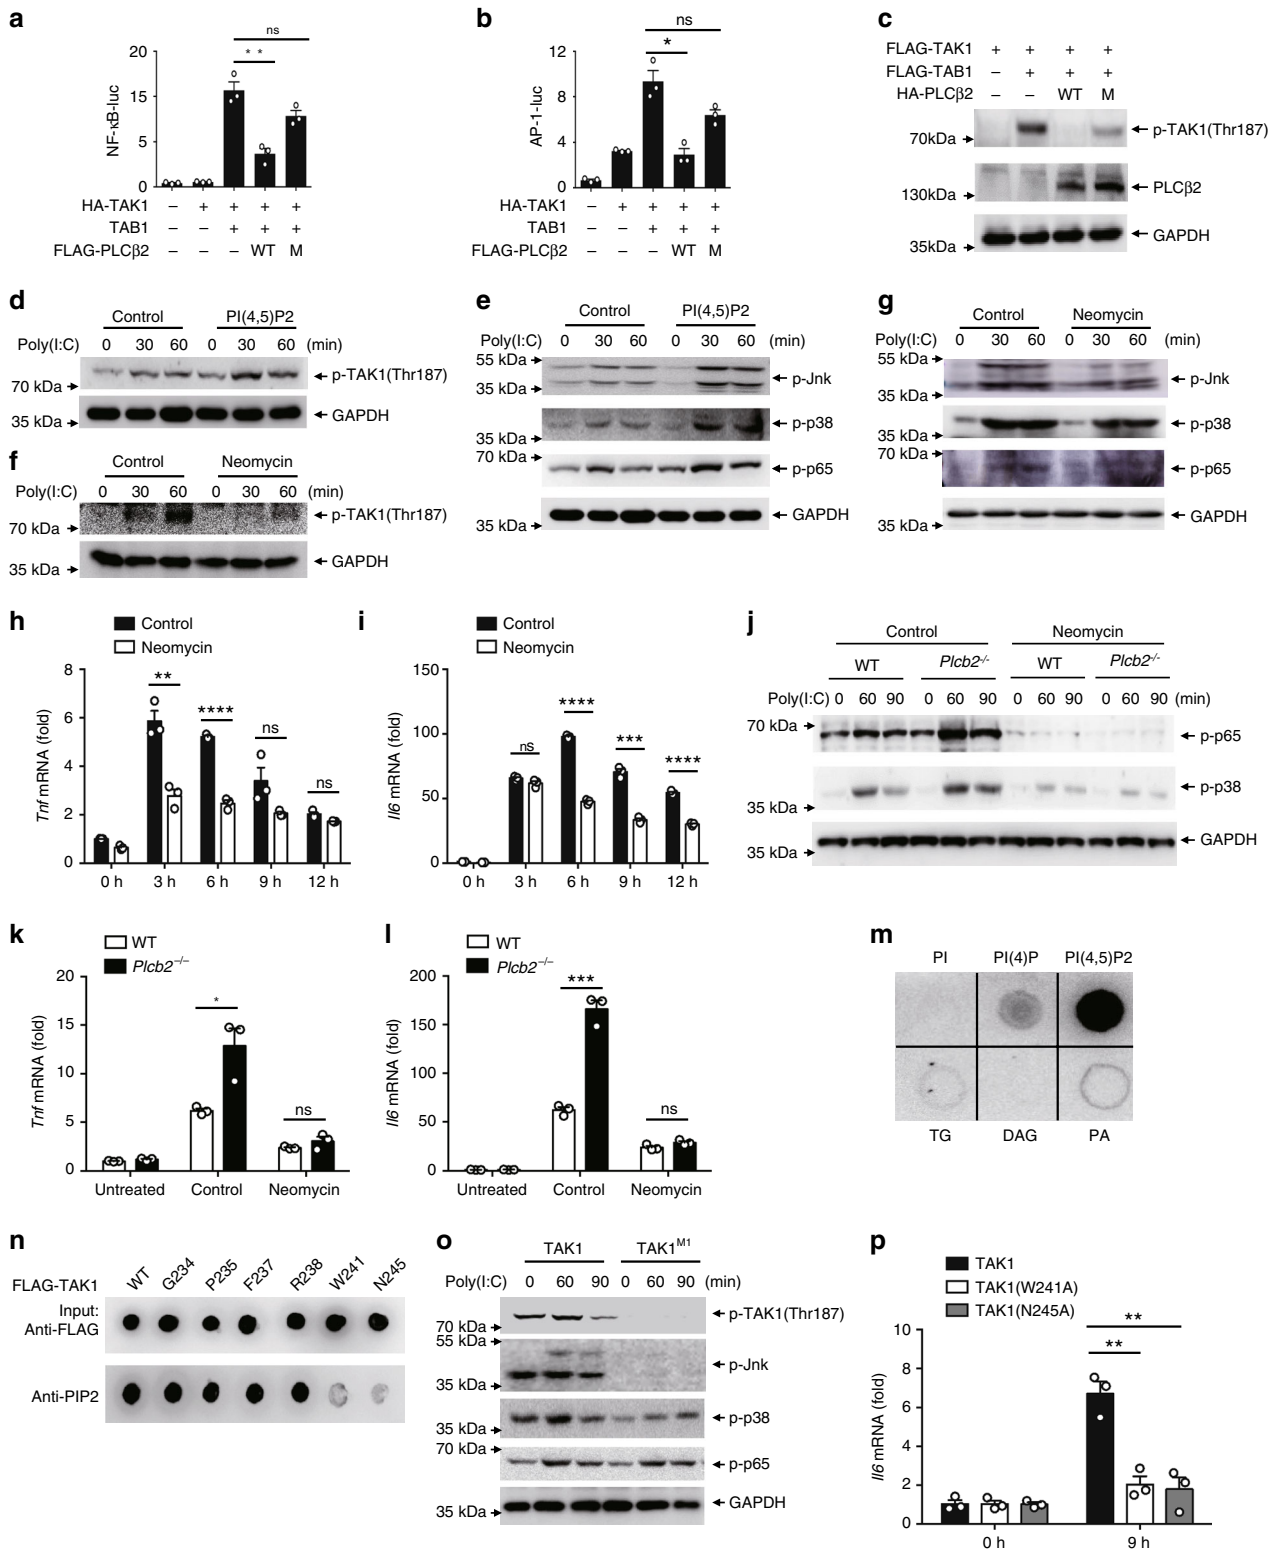 a
ns
* *
20
15
5
0
NF-κB-luc
HA-TAK1 – + + + +
TAB1 + + +
FLAG-PLCβ2 – – – WT M
b
ns
*
12
8
4
0
AP-1-luc
HA-TAK1 – + + + +
TAB1 – – + + +
FLAG-PLCβ2 – – – WT M
c
FLAG-TAK1 + + + +
FLAG-TAB1 – + + +
HA-PLCβ2 – – WT M
70kDa
p-TAK1(Thr187)
130kDa
PLCβ2
35kDa
GAPDH
d
Control PI(4,5)P2
Poly(I:C) 0 30 60 0 30 60 (min)
70 kDa
p-TAK1(Thr187)
35 kDa
GAPDH
e
Control PI(4,5)P2
Poly(I:C) 0 30 60 0 30 60 (min)
55 kDa
35 kDa
p-Jnk
35 kDa
p-p38
70 kDa
p-p65
35 kDa
GAPDH
g
Control Neomycin
Poly(I:C) 0 30 60 0 30 60 (min)
55 kDa
35 kDa
p-Jnk
35 kDa
p-p38
70 kDa
p-p65
35 kDa
GAPDH
f
Control Neomycin
Poly(I:C) 0 30 60 0 30 60 (min)
70 kDa
p-TAK1(Thr187)
35 kDa
GAPDH
h
Control
Neomycin
8
6
4
2
0
Tnf mRNA (fold)
** **** ns ns
0 h 3 h 6 h 9 h 12 h
i
Control
Neomycin
150
100
50
0
Il6 mRNA (fold)
ns **** *** ****
0 h 3 h 6 h 9 h 12 h
j
Control Neomycin
WT Plcb2-/- WT Plcb2-/-
Poly(I:C) 0 60 90 0 60 90 0 60 90 0 60 90 (min)
70 kDa
p-p65
p-p38
35 kDa
GAPDH
35 kDa
k
WT
Plcb2–/–
20
15
10
5
0
Tnf mRNA (fold)
* ns
Untreated Control Neomycin
l
WT
Plcb2–/–
200
150
100
50
0
Il6 mRNA (fold)
*** ns
Untreated Control Neomycin
m
PI PI(4)P PI(4,5)P2
TG DAG PA
n
FLAG-TAK1 WT G234 P235 F237 R238 W241 N245
Input:
Anti-FLAG
Anti-PIP2
o
TAK1 TAK1M1
Poly(I:C) 0 60 90 0 60 90 (min)
70 kDa
p-TAK1(Thr187)
55 kDa
p-Jnk
35 kDa
p-p38
35 kDa
70 kDa
p-p65
GAPDH
35 kDa
p
TAK1
TAK1(W241A)
TAK1(N245A)
10
8
6
4
2
0
Il6 mRNA (fold)
**
**
0 h 9 h